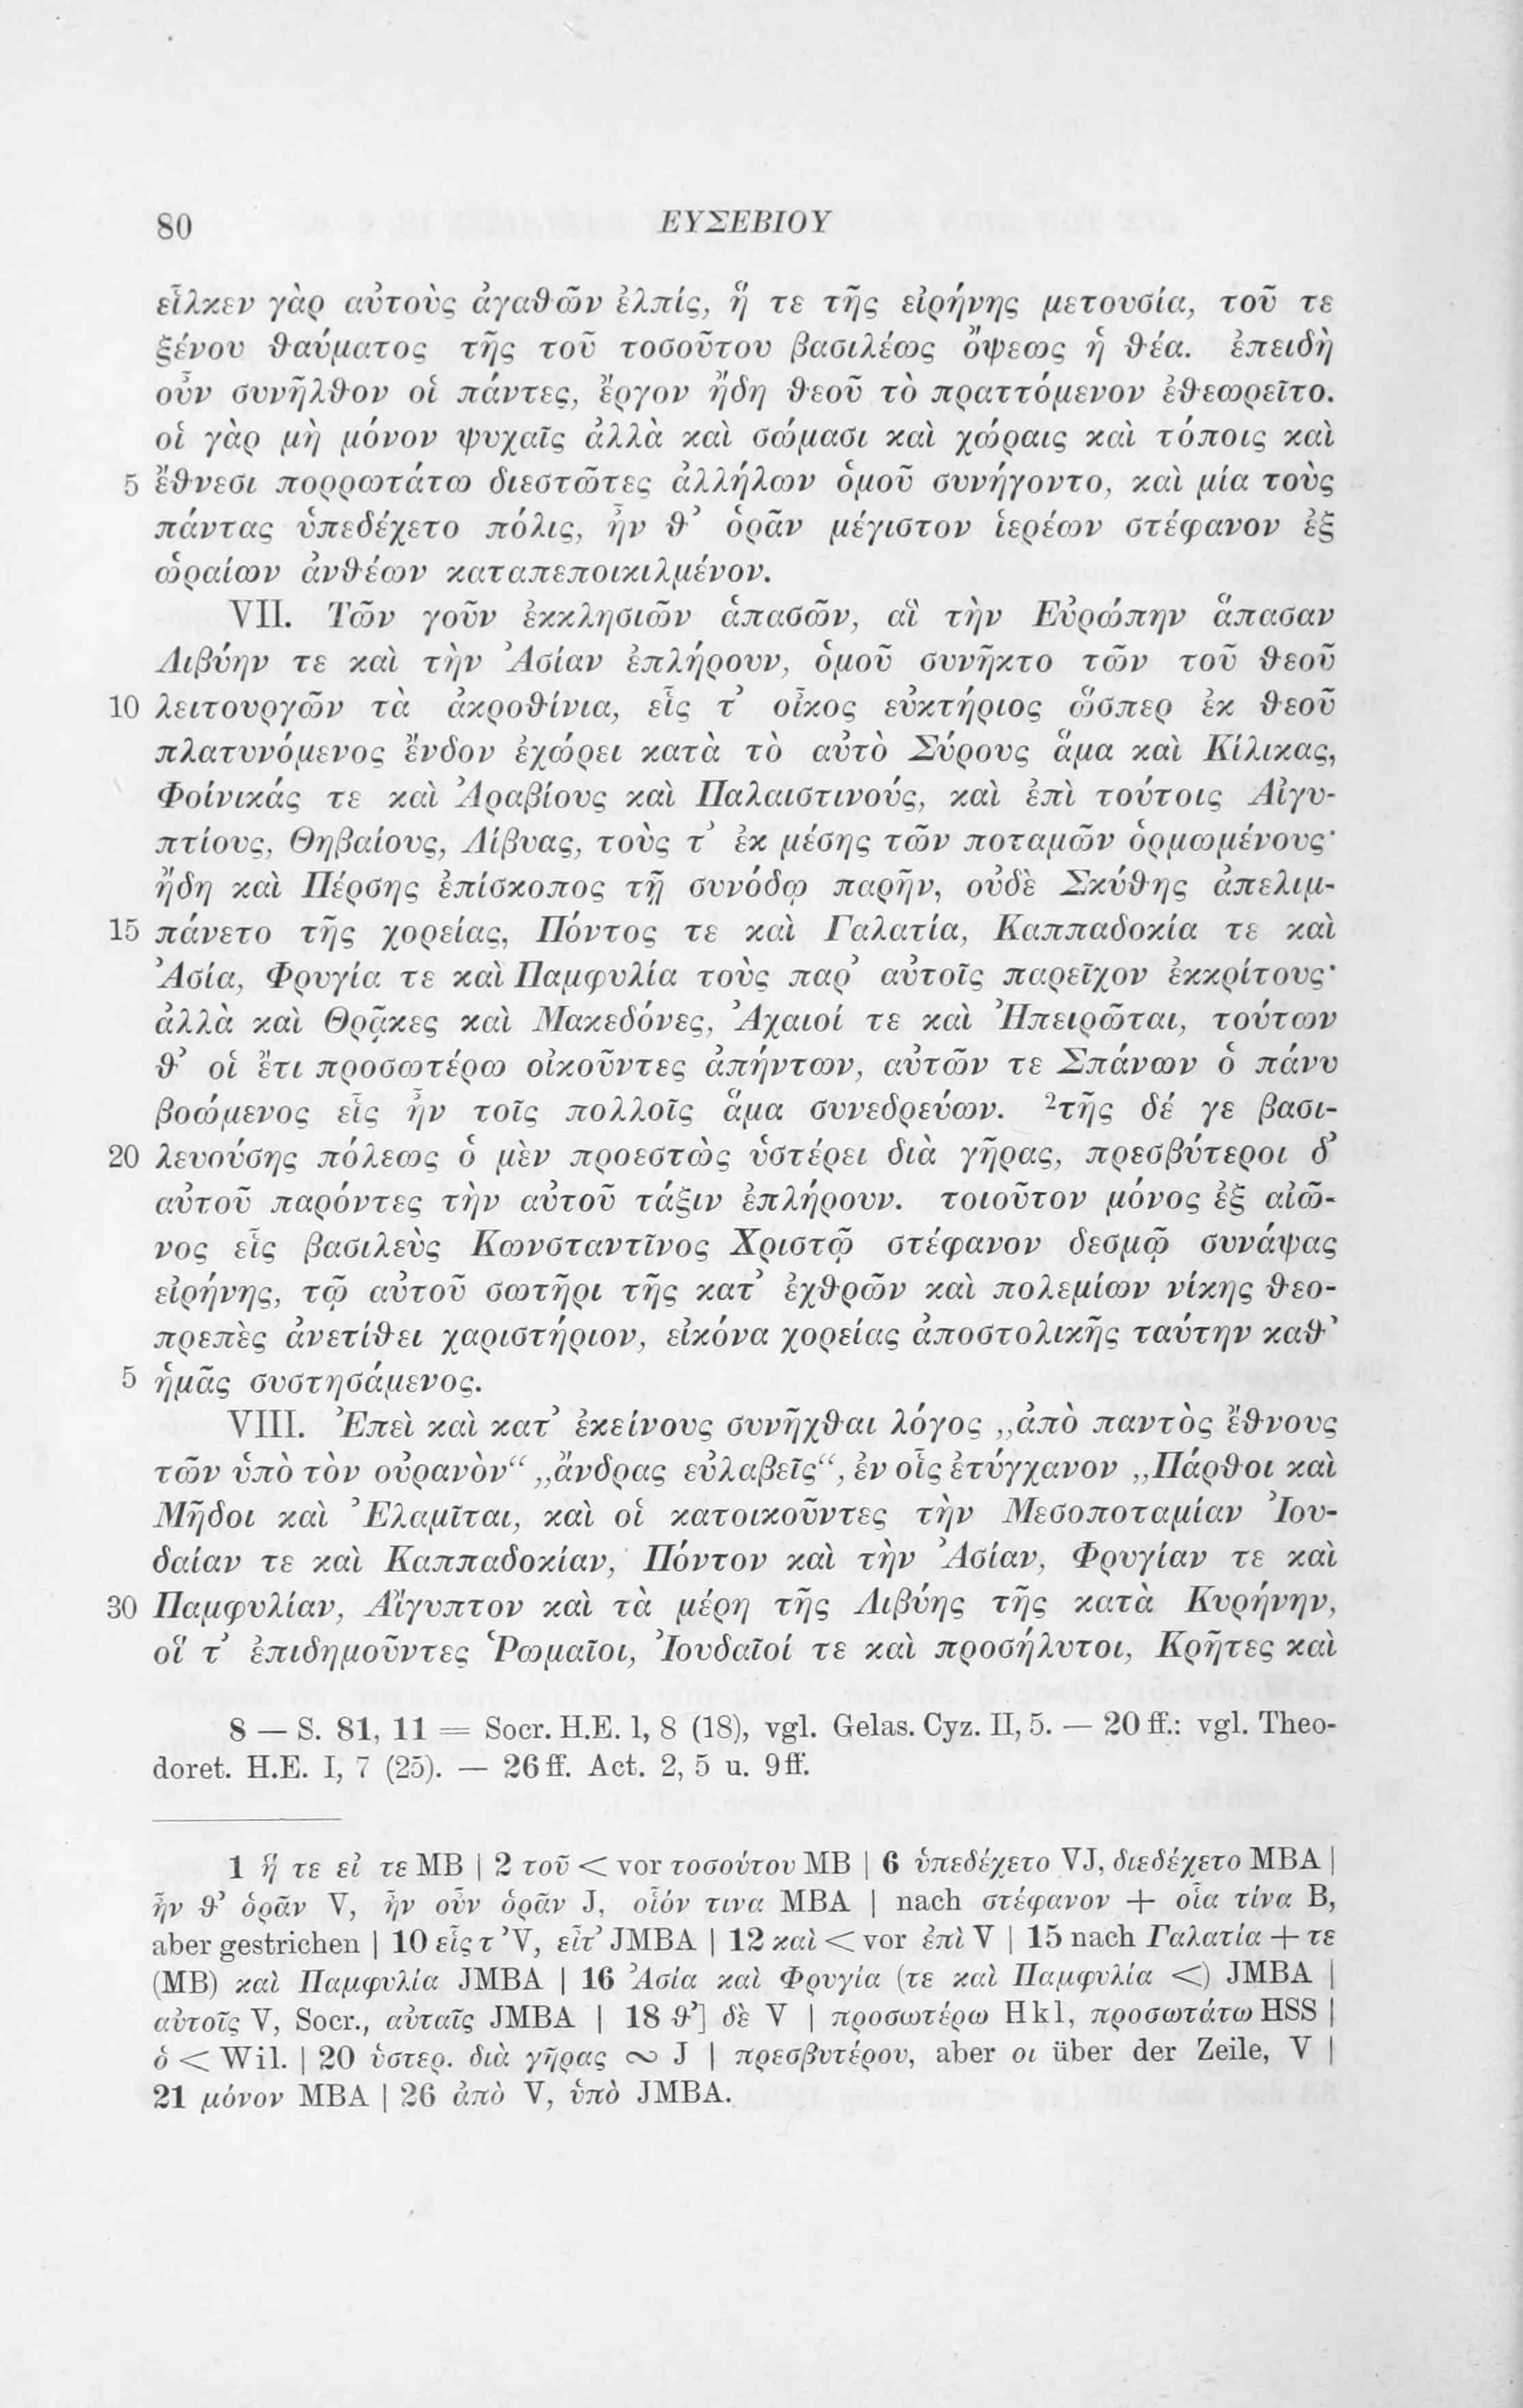 80 ΕΥΣΕΒΙΟΥ
εἷλκεν γὰρ αὐτοὺς ἀγαθῶν ἐλπίς, ἥ τε τῆς εἰρήνης μετουσία, τοῦ τε
ξένου θαύματος τῆς τοῦ τοσούτου βασιλέως ὄψεως ἡ θέα. ἐπειδὴ
οὖν συνῆλθον οἱ πάντες, ἔργον ἤδη θεοῦ τὸ πραττόμενον ἐθεωρεῖτο.
οἱ γὰρ μὴ μόνον ψυχαῖς ἀλλὰ καὶ σώμασι καὶ χώραις καὶ τόποις καὶ
5 ἔθνεσι πορρωτάτω διεστῶτες ἀλλήλων ὁμοῦ συνήγοντο, καὶ μία τοὺς
πάντας ὑπεδέχετο πόλις, ἦν θ’ ὁρᾶν μέγιστον ἱερέων στέφανον ἐξ
ὡραίων ἀνθέων καταπεποικιλμένον.
VII. Τῶν γοῦν ἐκκλησιῶν ἁπασῶν, αἳ τὴν Εὐρώπην ἅπασαν
Λιβύην τε καὶ τὴν Ἀσίαν ἐπλήρουν, ὁμοῦ συνῆκτο τῶν τοῦ θεοῦ
10 λειτουργῶν τὰ ἀκροθίνια, εἷς τ’ οἶκος εὐκτήριος ὥσπερ ἐκ θεοῦ
πλατυνόμενος ἔνδον ἐχώρει κατὰ τὸ αὐτὸ Σύρους ἅμα καὶ Κίλικας,
Φοίνικάς τε καὶ Ἀραβίους καὶ Παλαιστινούς, καὶ ἐπὶ τούτοις Αἰγυ-
πτίους, Θηβαίους, Λίβυας, τοὺς τ’ ἐκ μέσης τῶν ποταμῶν ὁρμωμένους·
ἤδη καὶ Πέρσης ἐπίσκοπος τῇ συνόδῳ παρῆν, οὐδὲ Σκύθης ἀπελιμ-
15 πάνετο τῆς χορείας, Πόντος τε καὶ Γαλατία, Καππαδοκία τε καὶ
Ἀσία, Φρυγία τε καὶ Παμφυλία τοὺς παρ’ αὐτοῖς παρεῖχον ἐκκρίτους·
ἀλλὰ καὶ Θρᾷκες καὶ Μακεδόνες, Ἀχαιοί τε καὶ Ἠπειρῶται, τούτων
θ’ οἱ ἔτι προσωτέρω οἰκοῦντες ἀπήντων, αὐτῶν τε Σπάνων ὁ πάνυ
βοώμενος εἷς ἦν τοῖς πολλοῖς ἅμα συνεδρεύων. ²τῆς δέ γε βασι-
20 λευούσης πόλεως ὁ μὲν προεστὼς ὑστέρει διὰ γῆρας, πρεσβύτεροι δ’
αὐτοῦ παρόντες τὴν αὐτοῦ τάξιν ἐπλήρουν. τοιοῦτον μόνος ἐξ αἰῶ-
νος εἷς βασιλεὺς Κωνσταντῖνος Χριστῷ στέφανον δεσμῷ συνάψας
εἰρήνης, τῷ αὐτοῦ σωτῆρι τῆς κατ’ ἐχθρῶν καὶ πολεμίων νίκης θεο-
πρεπὲς ἀνετίθει χαριστήριον, εἰκόνα χορείας ἀποστολικῆς ταύτην καθ’
5 ἡμᾶς συστησάμενος.
VIII. Ἐπεὶ καὶ κατ’ ἐκείνους συνῆχθαι λόγος „ἀπὸ παντὸς ἔθνους
τῶν ὑπὸ τὸν οὐρανὸν“ „ἄνδρας εὐλαβεῖς“, ἐν οἷς ἐτύγχανον „Πάρθοι καὶ
Μῆδοι καὶ Ἐλαμῖται, καὶ οἱ κατοικοῦντες τὴν Μεσοποταμίαν Ἰου-
δαίαν τε καὶ Καππαδοκίαν, Πόντον καὶ τὴν Ἀσίαν, Φρυγίαν τε καὶ
30 Παμφυλίαν, Αἴγυπτον καὶ τὰ μέρη τῆς Λιβύης τῆς κατὰ Κυρήνην,
οἵ τ’ ἐπιδημοῦντες Ῥωμαῖοι, Ἰουδαῖοί τε καὶ προσήλυτοι, Κρῆτες καὶ
8 — S. 81, 11 = Socr. H.E. 1, 8 (18), vgl. Gelas. Cyz. II, 5. — 20 ff.: vgl. Theo-
doret. H.E. I, 7 (25). — 26 ff. Act. 2, 5 u. 9 ff.
1 ἥ τε εἰ τε MB | 2 τοῦ < vor τοσούτου MB | 6 ὑπεδέχετο VJ, διεδέχετο MBA |
ἦν θ’ ὁρᾶν V, ἦν οὖν ὁρᾶν J, οἷόν τινα MBA | nach στέφανον + οἷα τίνα B,
aber gestrichen | 10 εἷς τ’ V, εἶτ’ JMBA | 12 καὶ < vor ἐπὶ V | 15 nach Γαλατία + τε
(MB) καὶ Παμφυλία JMBA | 16 Ἀσία καὶ Φρυγία (τε καὶ Παμφυλία <) JMBA |
αὐτοῖς V, Socr., αὐταῖς JMBA | 18 θ’] δὲ V | προσωτέρω Hkl, προσωτάτω HSS |
ὁ < Wil. | 20 ὑστερ. διὰ γῆρας ∾ J | πρεσβυτέρου, aber οι über der Zeile, V |
21 μόνον MBA | 26 ἀπὸ V, ὑπὸ JMBA.